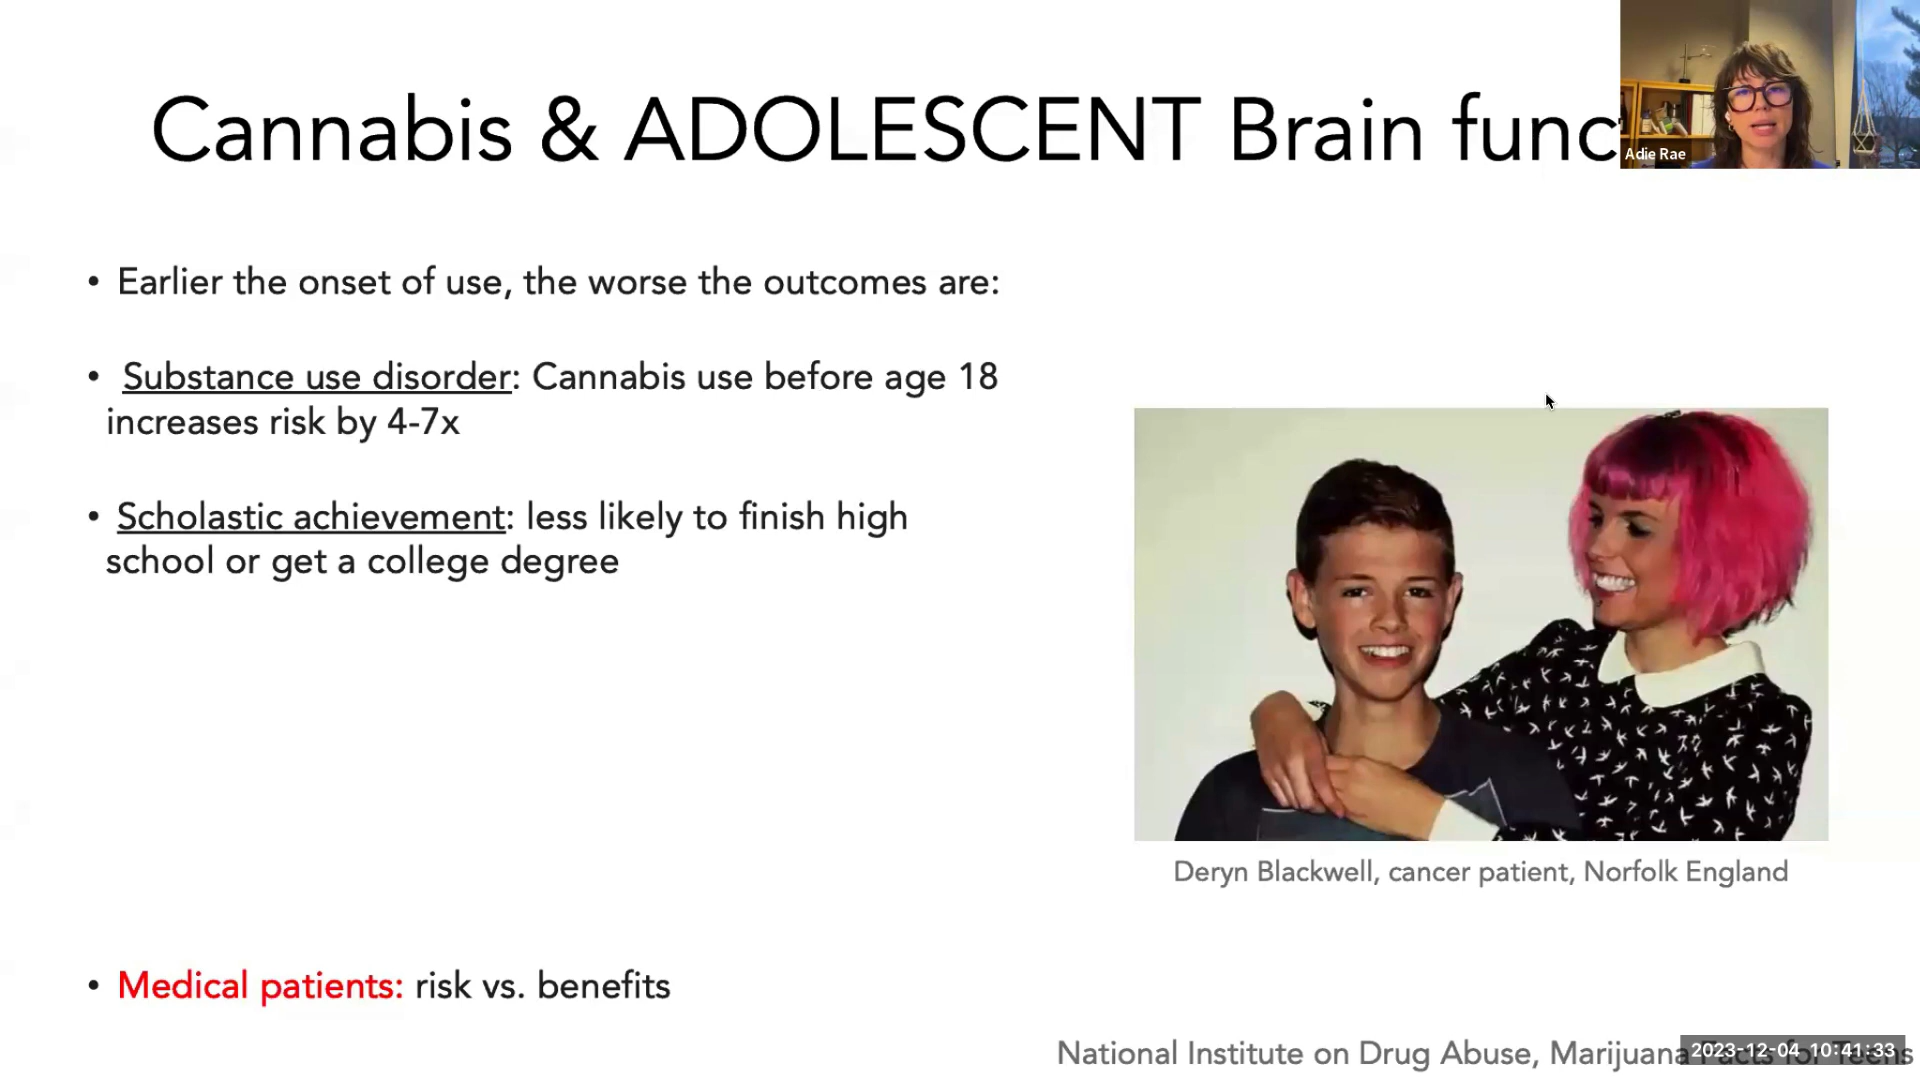 Cannabis & ADOLESCENT Brain func
Adie Rae
• Earlier the onset of use, the worse the outcomes are:
• Substance use disorder: Cannabis use before age 18
increases risk by 4-7x
• Scholastic achievement: less likely to finish high
school or get a college degree
Deryn Blackwell, cancer patient, Norfolk England
• Medical patients: risk vs. benefits
National Institute on Drug Abuse, Marijuana Facts for Teens
2023-12-04 10:41:33